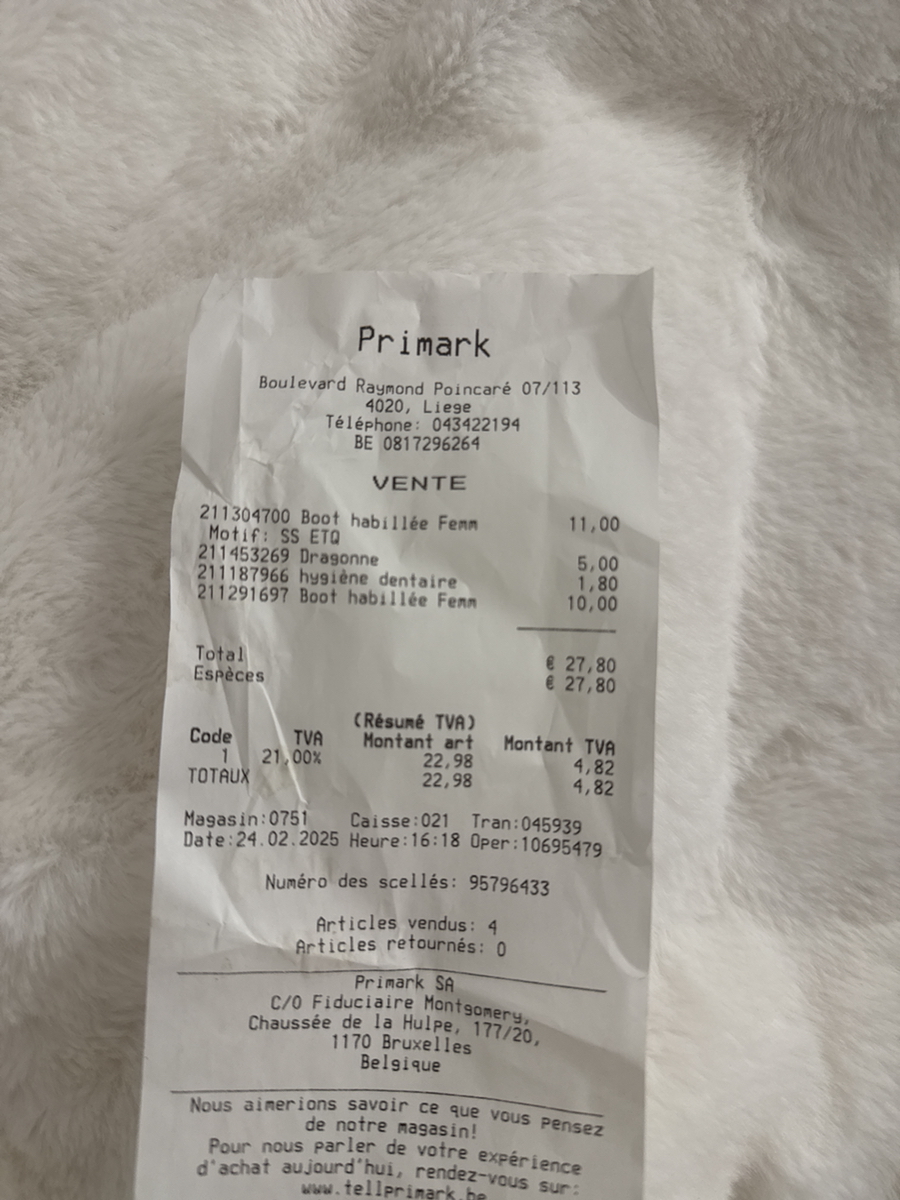 Primark
Boulevard Raymond Poincaré 07/113
4020, Liege
Téléphone: 043422194
BE 0817296264
VENTE
211304700 Boot habillée Femm 11,00
Motif: SS ETQ
211453269 Dragonne 5,00
211187966 hygiène dentaire 1,80
211291697 Boot habillée Femm 10,00
Total € 27,80
Espèces € 27,80
(Résumé TVA)
Code TVA Montant art Montant TVA
1 21,00% 22,98 4,82
TOTAUX 22,98 4,82
Magasin:0751 Caisse:021 Tran:045939
Date:24.02.2025 Heure:16:18 Oper:10695479
Numéro des scellés: 95796433
Articles vendus: 4
Articles retournés: 0
Primark SA
C/O Fiduciaire Montgomery,
Chaussée de la Hulpe, 177/20,
1170 Bruxelles
Belgique
Nous aimerions savoir ce que vous pensez
de notre magasin!
Pour nous parler de votre expérience
d'achat aujourd'hui, rendez-vous sur:
www.tellprimark.be